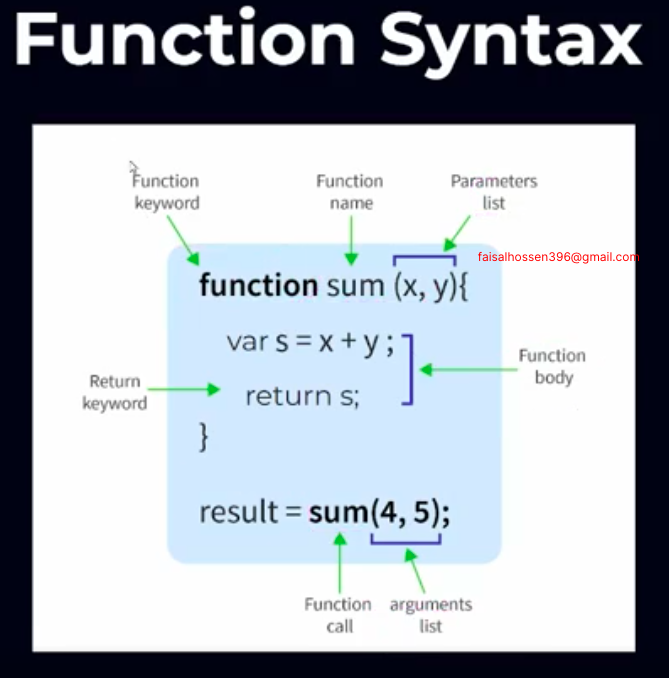 Function Syntax
Function
keyword
Function
name
Parameters
list
faisalhossen396@gmail.com
function sum (x, y){
var s = x + y ;
Function
body
Return
keyword
return s;
}
result = sum(4, 5);
Function
call
arguments
list